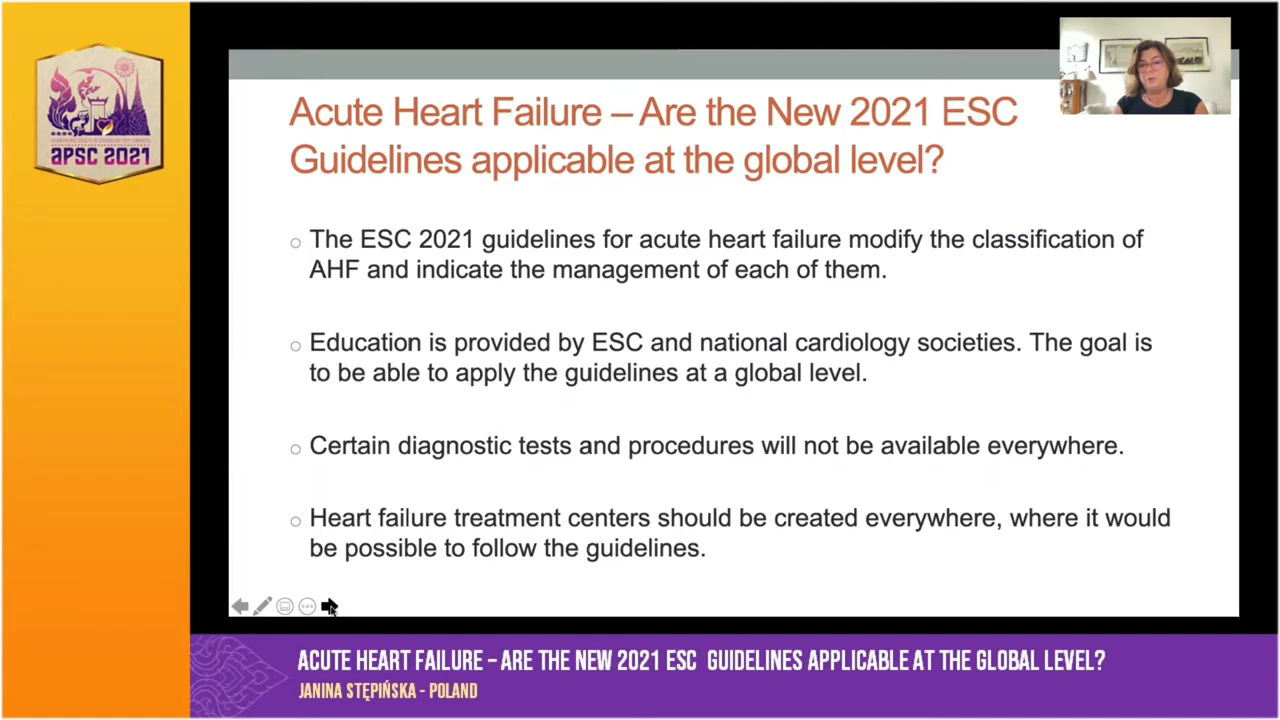 APSC 2021
Acute Heart Failure – Are the New 2021 ESC
Guidelines applicable at the global level?
○ The ESC 2021 guidelines for acute heart failure modify the classification of
AHF and indicate the management of each of them.
○ Education is provided by ESC and national cardiology societies. The goal is
to be able to apply the guidelines at a global level.
○ Certain diagnostic tests and procedures will not be available everywhere.
○ Heart failure treatment centers should be created everywhere, where it would
be possible to follow the guidelines.
ACUTE HEART FAILURE – ARE THE NEW 2021 ESC GUIDELINES APPLICABLE AT THE GLOBAL LEVEL?
JANINA STĘPIŃSKA - POLAND